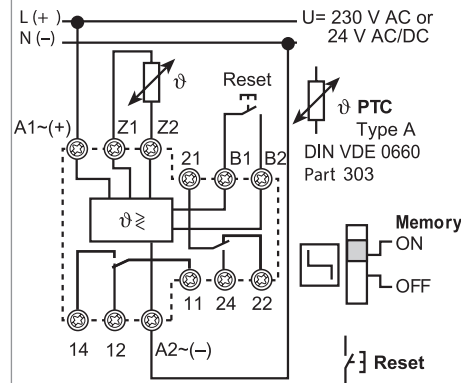 L (+)
U= 230 V AC or
N (–)
24 V AC/DC
ϑ
Reset
ϑ PTC
Type A
DIN VDE 0660
Part 303
A1~(+) Z1 Z2
21 B1 B2
ϑ ≥
Memory
ON
OFF
11 24 22
14 12 A2~(–)
Reset